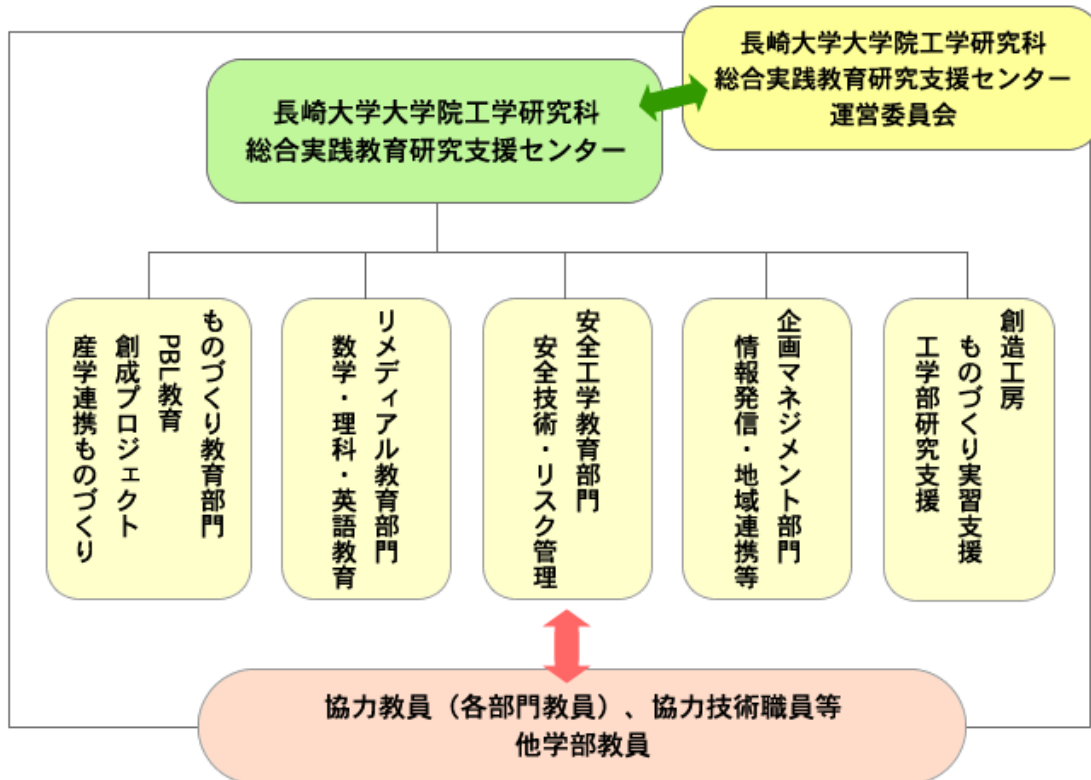 長崎大学大学院工学研究科
総合実践教育研究支援センター
運営委員会
長崎大学大学院工学研究科
総合実践教育研究支援センター
ものづくり教育部門
PBL教育
創成プロジェクト
産学連携ものづくり
リメディアル教育部門
数学・理科・英語教育
安全工学教育部門
安全技術・リスク管理
企画マネジメント部門
情報発信・地域連携等
創造工房
ものづくり実習支援
工学部研究支援
協力教員（各部門教員）、協力技術職員等
他学部教員